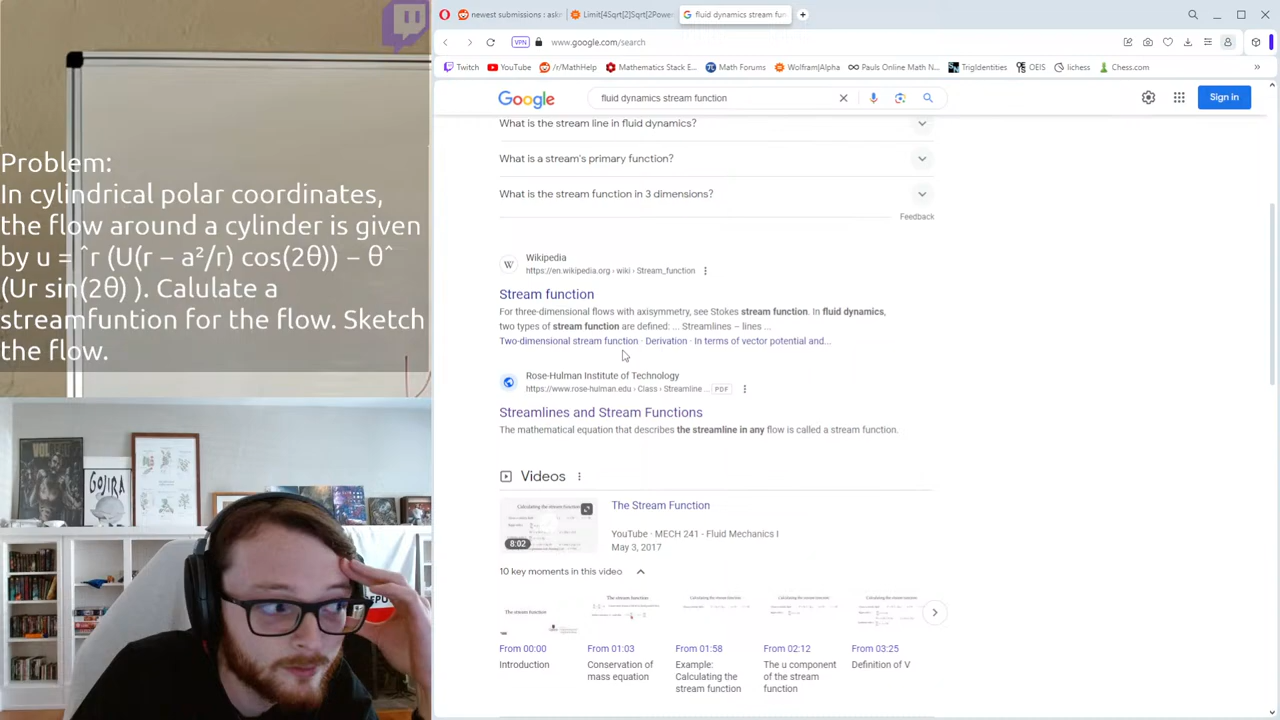 newest submissions : aske
Limit[4Sqrt[2]Sqrt[2Power
fluid dynamics stream fun
VPN
www.google.com/search
Twitch
YouTube
/r/MathHelp
Mathematics Stack E...
Math Forums
Wolfram|Alpha
Pauls Online Math N...
TrigIdentities
OEIS
lichess
Chess.com
»
Google
fluid dynamics stream function
Sign in
What is the stream line in fluid dynamics?
What is a stream's primary function?
What is the stream function in 3 dimensions?
Feedback
W
Wikipedia
https://en.wikipedia.org › wiki › Stream_function
Stream function
For three-dimensional flows with axisymmetry, see Stokes stream function. In fluid dynamics,
two types of stream function are defined: ... Streamlines – lines ...
Two-dimensional stream function · Derivation · In terms of vector potential and...
Rose-Hulman Institute of Technology
https://www.rose-hulman.edu › Class › Streamline ... PDF
Streamlines and Stream Functions
The mathematical equation that describes the streamline in any flow is called a stream function.
Videos
The Stream Function
8:02
YouTube · MECH 241 - Fluid Mechanics I
May 3, 2017
10 key moments in this video
From 00:00
Introduction
From 01:03
Conservation of
mass equation
From 01:58
Example:
Calculating the
stream function
From 02:12
The u component
of the stream
function
From 03:25
Definition of V
Problem:
In cylindrical polar coordinates,
the flow around a cylinder is given
by u = ˆr (U(r − a²/r) cos(2θ)) − θˆ
(Ur sin(2θ) ). Calulate a
streamfuntion for the flow. Sketch
the flow.
GOJIRA